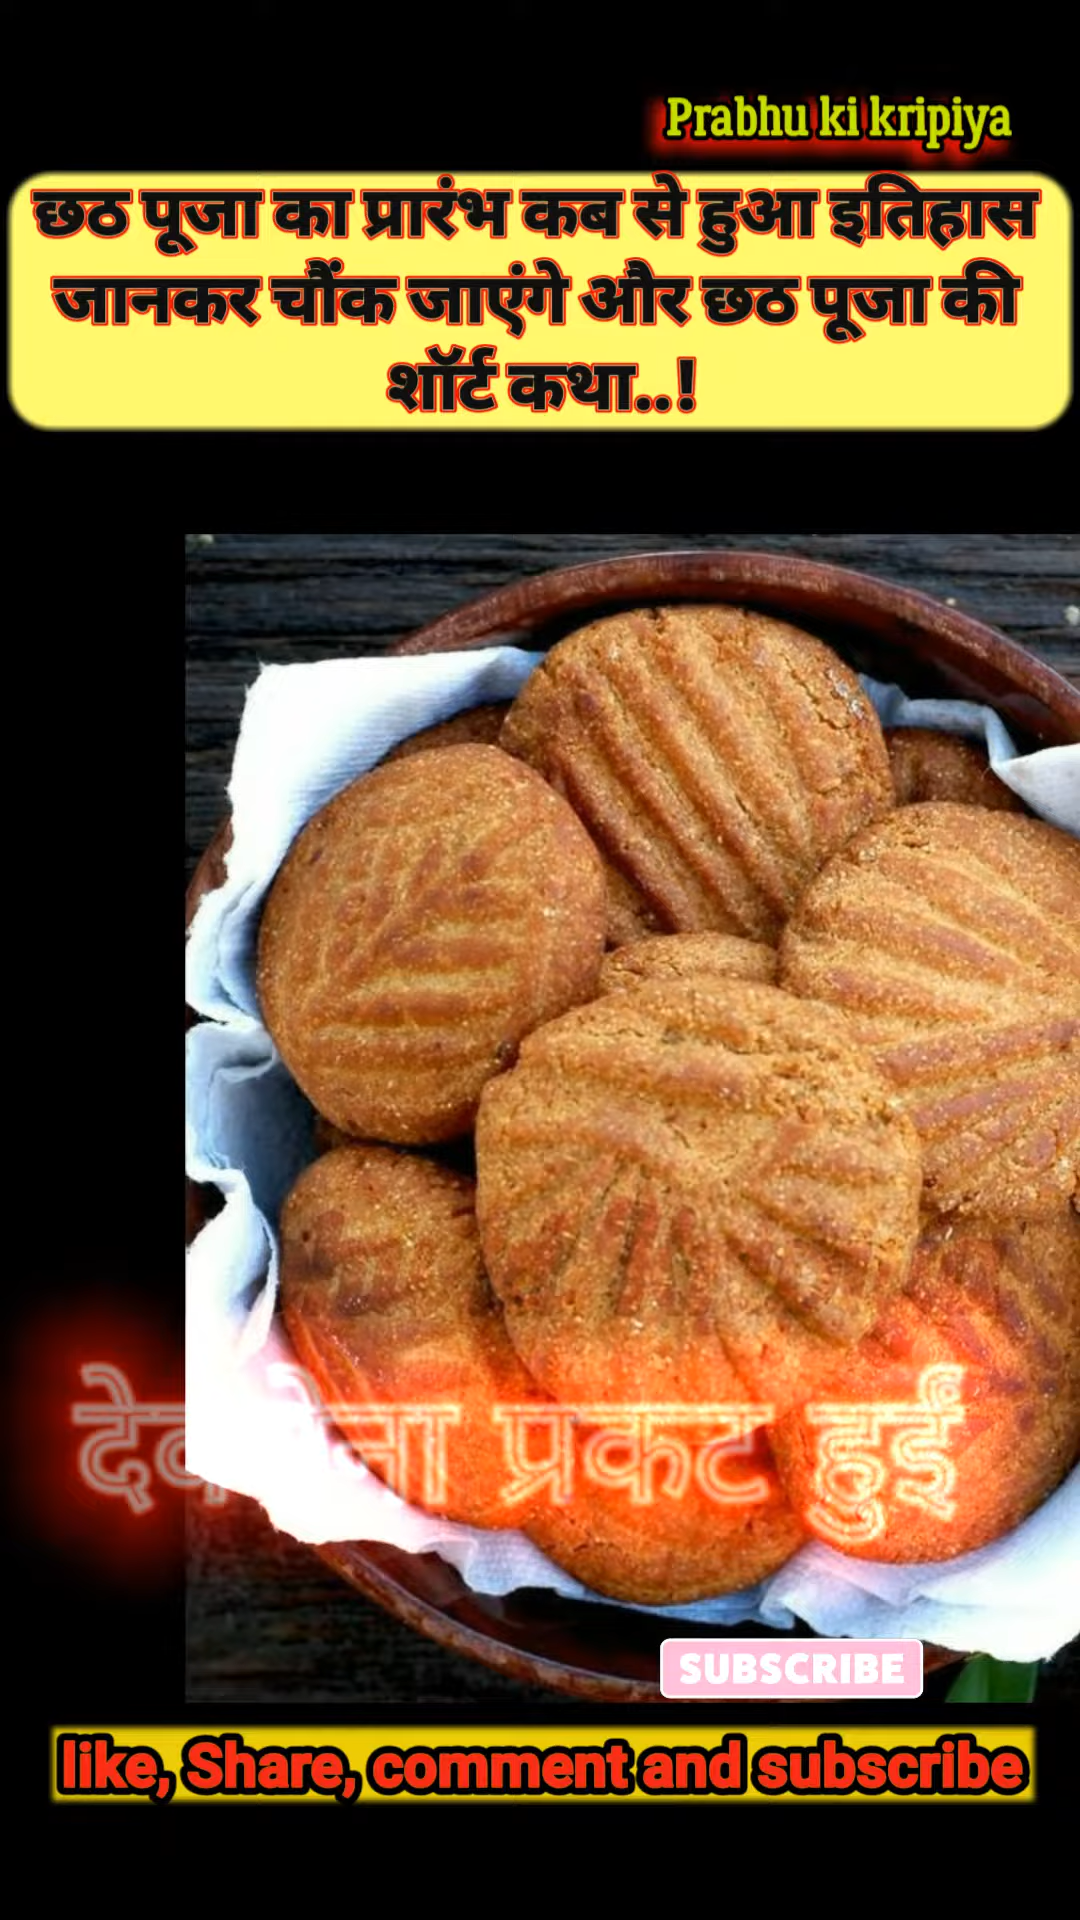 Prabhu ki kripiya
छठ पूजा का प्रारंभ कब से हुआ इतिहास
जानकर चौंक जाएंगे और छठ पूजा की
शॉर्ट कथा..!
प्रकट हुईं
SUBSCRIBE
like, Share, comment and subscribe